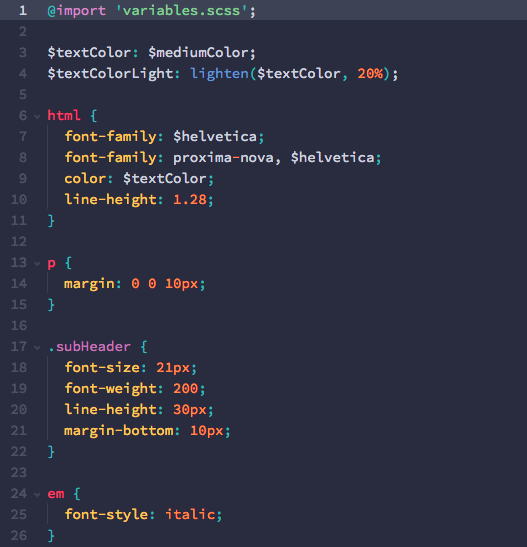 1 @import 'variables.scss';
2
3 $textColor: $mediumColor;
4 $textColorLight: lighten($textColor, 20%);
5
6 html {
7 font-family: $helvetica;
8 font-family: proxima-nova, $helvetica;
9 color: $textColor;
10 line-height: 1.28;
11 }
12
13 p {
14 margin: 0 0 10px;
15 }
16
17 .subHeader {
18 font-size: 21px;
19 font-weight: 200;
20 line-height: 30px;
21 margin-bottom: 10px;
22 }
23
24 em {
25 font-style: italic;
26 }